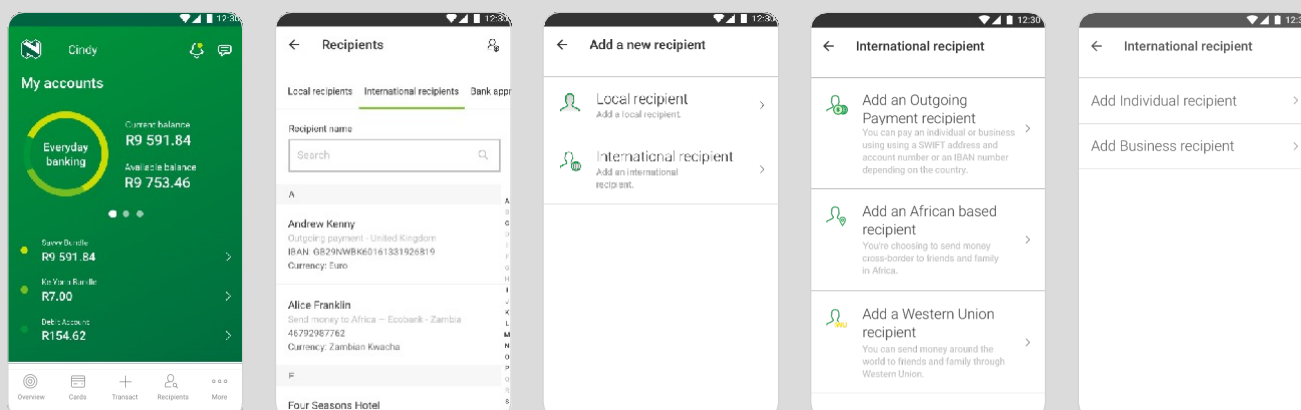 12:30
Cindy
My accounts
Everyday
banking
Current balance
R9 591.84
Available balance
R9 753.46
Savvy Bundle
R9 591.84
Ke Yona Bundle
R7.00
Debit Account
R154.62
Overview
Cards
Transact
Recipients
More
12:30
Recipients
Local recipients
International recipients
Bank appr
Recipient name
Search
A
Andrew Kenny
Outgoing payment - United Kingdom
IBAN: GB29NWBK60161331926819
Currency: Euro
Alice Franklin
Send money to Africa – Ecobank - Zambia
46792987762
Currency: Zambian Kwacha
F
Four Seasons Hotel
12:30
Add a new recipient
Local recipient
Add a local recipient.
International recipient
Add an international
recipient.
12:30
International recipient
Add an Outgoing
Payment recipient
You can pay an individual or business
using using a SWIFT address and
account number or an IBAN number
depending on the country.
Add an African based
recipient
You're choosing to send money
cross-border to friends and family
in Africa.
WU
Add a Western Union
recipient
You can send money around the
world to friends and family through
Western Union.
International recipient
Add Individual recipient
Add Business recipient